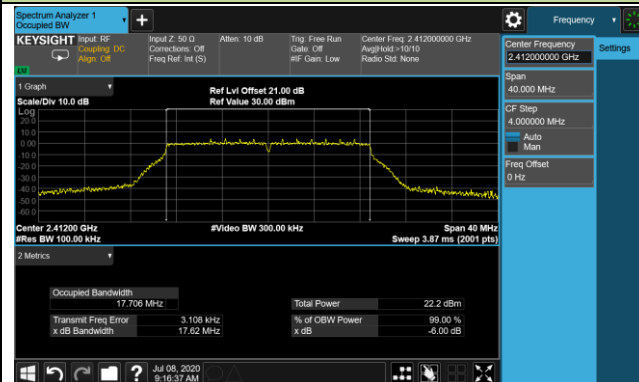 Spectrum Analyzer 1
Occupied BW
Frequency
KEYSIGHT
Input: RF
Coupling: DC
Align: Off
Input Z: 50 Ω
Corrections: Off
Freq Ref: Int (S)
Atten: 10 dB
Trig: Free Run
Gate: Off
#IF Gain: Low
Center Freq: 2.412000000 GHz
Avg|Hold:>10/10
Radio Std: None
Center Frequency
2.412000000 GHz
Settings
Span
40.000 MHz
CF Step
4.000000 MHz
Auto
Man
Freq Offset
0 Hz
1 Graph
Scale/Div 10.0 dB
Ref Lvl Offset 21.00 dB
Ref Value 30.00 dBm
Log
20.0
10.0
0.00
-10.0
-20.0
-30.0
-40.0
-50.0
-60.0
Center 2.41200 GHz
#Video BW 300.00 kHz
Span 40 MHz
#Res BW 100.00 kHz
Sweep 3.87 ms (2001 pts)
2 Metrics
Occupied Bandwidth
17.706 MHz
Total Power
22.2 dBm
Transmit Freq Error
3.108 kHz
% of OBW Power
99.00 %
x dB Bandwidth
17.62 MHz
x dB
-6.00 dB
Jul 08, 2020
9:16:37 AM